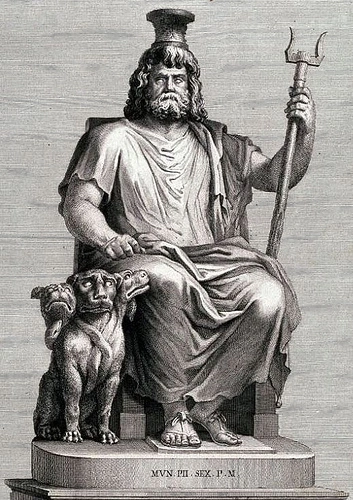 MVN. PII. SEX. P. M